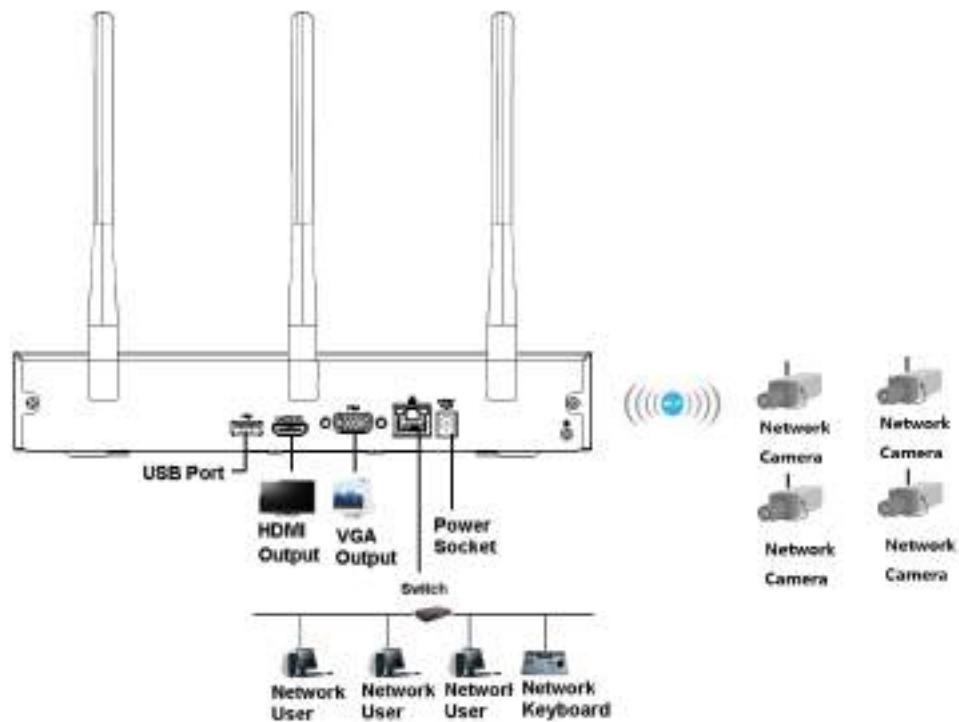 USB Port
HDMI
Output
VGA
Output
Power
Socket
Switch
Network
User
Network
User
Network
User
Network
Keyboard
Network
Camera
Network
Camera
Network
Camera
Network
Camera